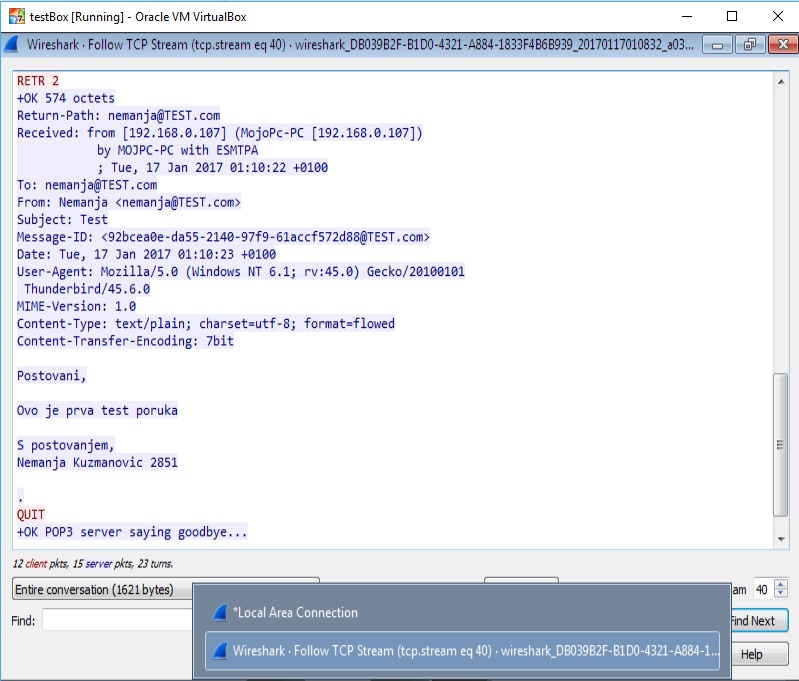 testBox [Running] - Oracle VM VirtualBox
Wireshark · Follow TCP Stream (tcp.stream eq 40) · wireshark_DB039B2F-B1D0-4321-A884-1833F4B6B939_20170117010832_a03...
RETR 2
+OK 574 octets
Return-Path: nemanja@TEST.com
Received: from [192.168.0.107] (MojoPc-PC [192.168.0.107])
by MOJPC-PC with ESMTPA
; Tue, 17 Jan 2017 01:10:22 +0100
To: nemanja@TEST.com
From: Nemanja <nemanja@TEST.com>
Subject: Test
Message-ID: <92bcea0e-da55-2140-97f9-61accf572d88@TEST.com>
Date: Tue, 17 Jan 2017 01:10:23 +0100
User-Agent: Mozilla/5.0 (Windows NT 6.1; rv:45.0) Gecko/20100101
Thunderbird/45.6.0
MIME-Version: 1.0
Content-Type: text/plain; charset=utf-8; format=flowed
Content-Transfer-Encoding: 7bit
Postovani,
Ovo je prva test poruka
S postovanjem,
Nemanja Kuzmanovic 2851
.
QUIT
+OK POP3 server saying goodbye...
12 client pkts, 15 server pkts, 23 turns.
Entire conversation (1621 bytes)
am 40
Find:
Find Next
*Local Area Connection
Wireshark · Follow TCP Stream (tcp.stream eq 40) · wireshark_DB039B2F-B1D0-4321-A884-1...
Help